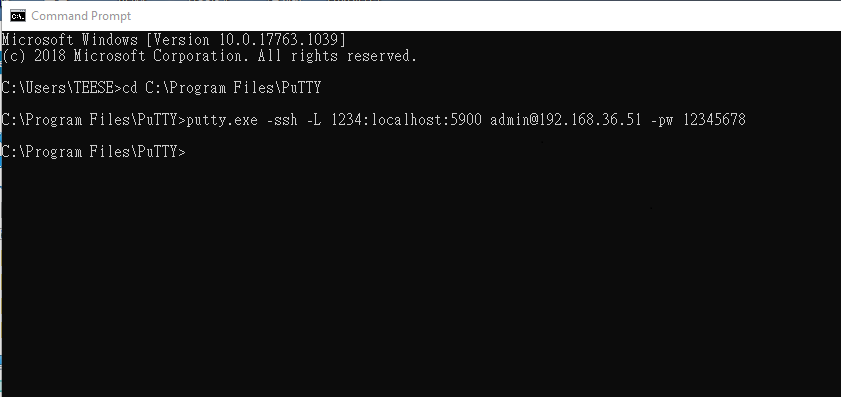 Command Prompt
Microsoft Windows [Version 10.0.17763.1039]
(c) 2018 Microsoft Corporation. All rights reserved.
C:\Users\TEESE>cd C:\Program Files\PuTTY
C:\Program Files\PuTTY>putty.exe -ssh -L 1234:localhost:5900 admin@192.168.36.51 -pw 12345678
C:\Program Files\PuTTY>